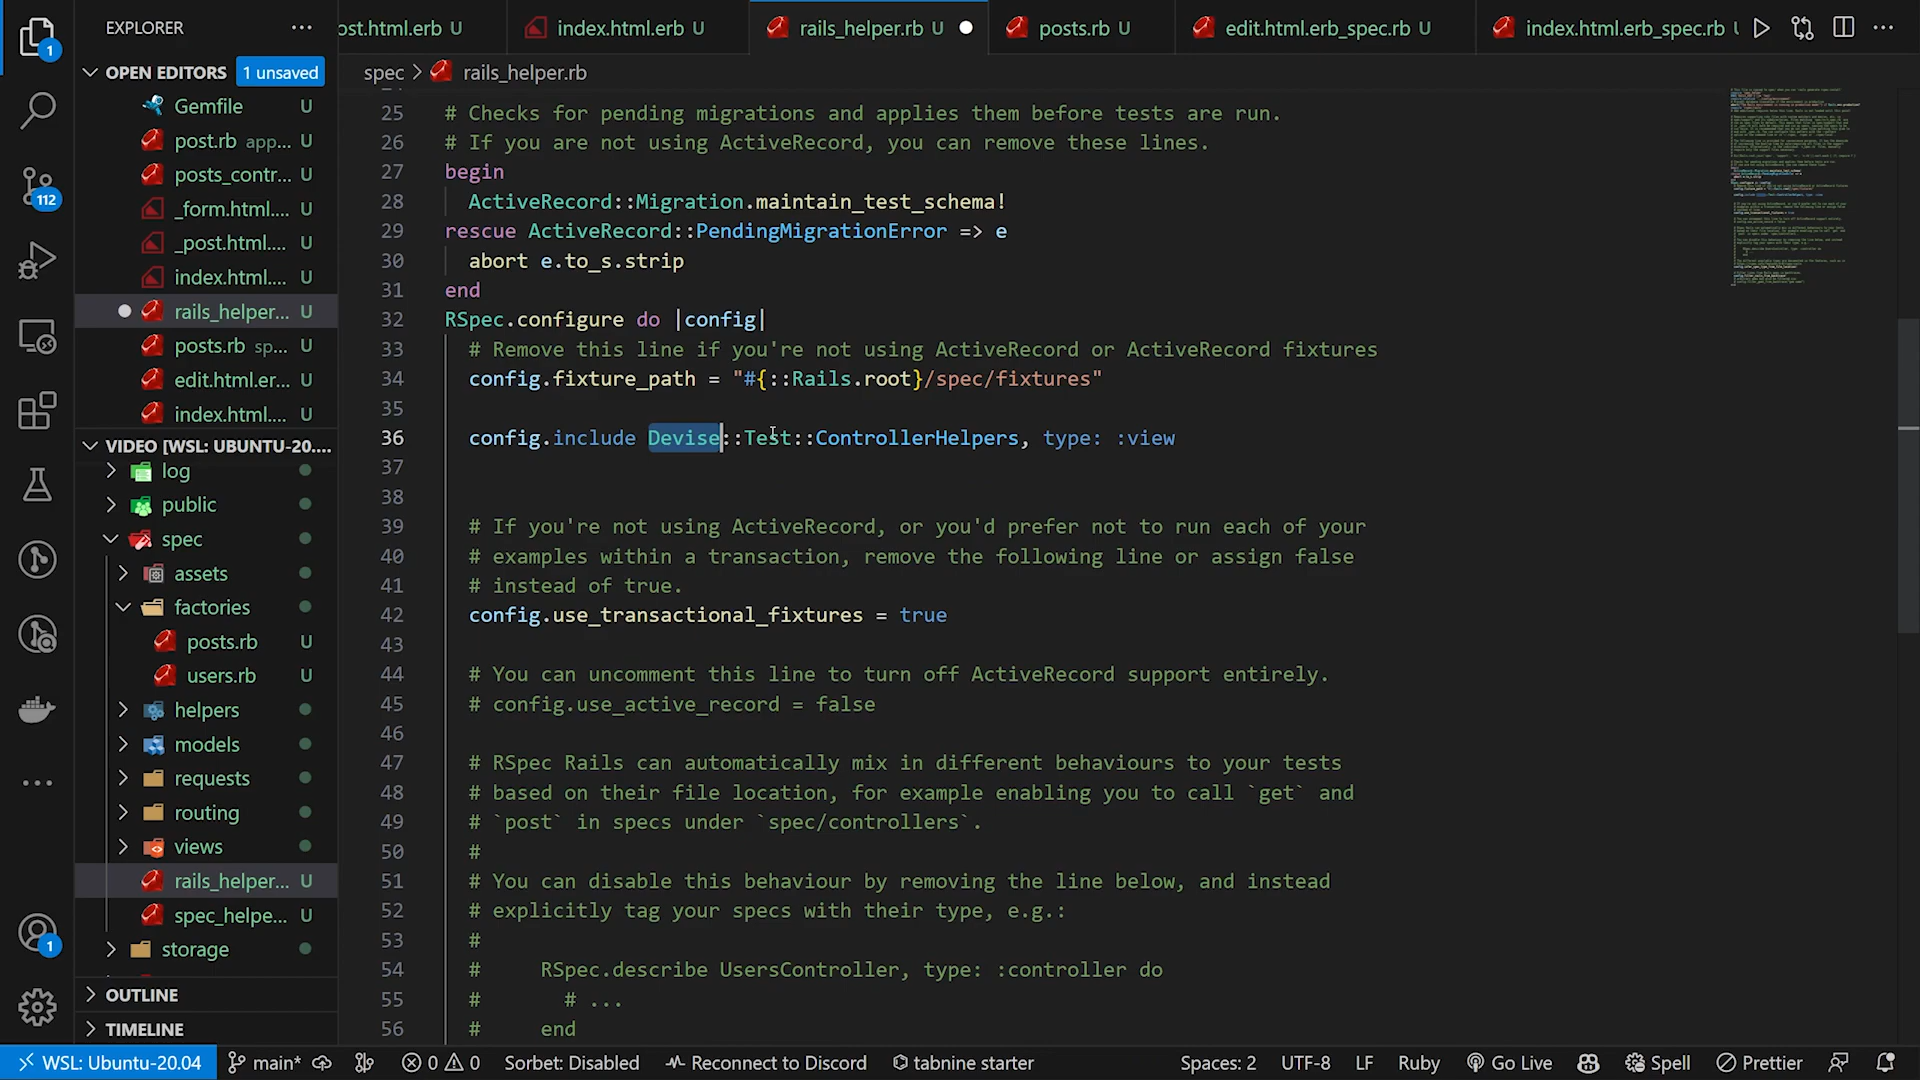 EXPLORER
ost.html.erb U
index.html.erb U
rails_helper.rb U
posts.rb U
edit.html.erb_spec.rb U
index.html.erb_spec.rb
OPEN EDITORS 1 unsaved
spec > rails_helper.rb
Gemfile U
post.rb app... U
posts_contr... U
_form.html.... U
_post.html.... U
index.html.... U
rails_helper... U
posts.rb sp... U
edit.html.er... U
index.html.... U
VIDEO [WSL: UBUNTU-20....
log
public
spec
assets
factories
posts.rb U
users.rb U
helpers
models
requests
routing
views
rails_helper... U
spec_helpe... U
storage
OUTLINE
TIMELINE
1
112
1
25 # Checks for pending migrations and applies them before tests are run.
26 # If you are not using ActiveRecord, you can remove these lines.
27 begin
28 ActiveRecord::Migration.maintain_test_schema!
29 rescue ActiveRecord::PendingMigrationError => e
30 abort e.to_s.strip
31 end
32 RSpec.configure do |config|
33 # Remove this line if you're not using ActiveRecord or ActiveRecord fixtures
34 config.fixture_path = "#{::Rails.root}/spec/fixtures"
35
36 config.include Devise::Test::ControllerHelpers, type: :view
37
38
39 # If you're not using ActiveRecord, or you'd prefer not to run each of your
40 # examples within a transaction, remove the following line or assign false
41 # instead of true.
42 config.use_transactional_fixtures = true
43
44 # You can uncomment this line to turn off ActiveRecord support entirely.
45 # config.use_active_record = false
46
47 # RSpec Rails can automatically mix in different behaviours to your tests
48 # based on their file location, for example enabling you to call `get` and
49 # `post` in specs under `spec/controllers`.
50 #
51 # You can disable this behaviour by removing the line below, and instead
52 # explicitly tag your specs with their type, e.g.:
53 #
54 #     RSpec.describe UsersController, type: :controller do
55 #       # ...
56 #     end
WSL: Ubuntu-20.04 main* 0 0 Sorbet: Disabled Reconnect to Discord tabnine starter Spaces: 2 UTF-8 LF Ruby Go Live Spell Prettier